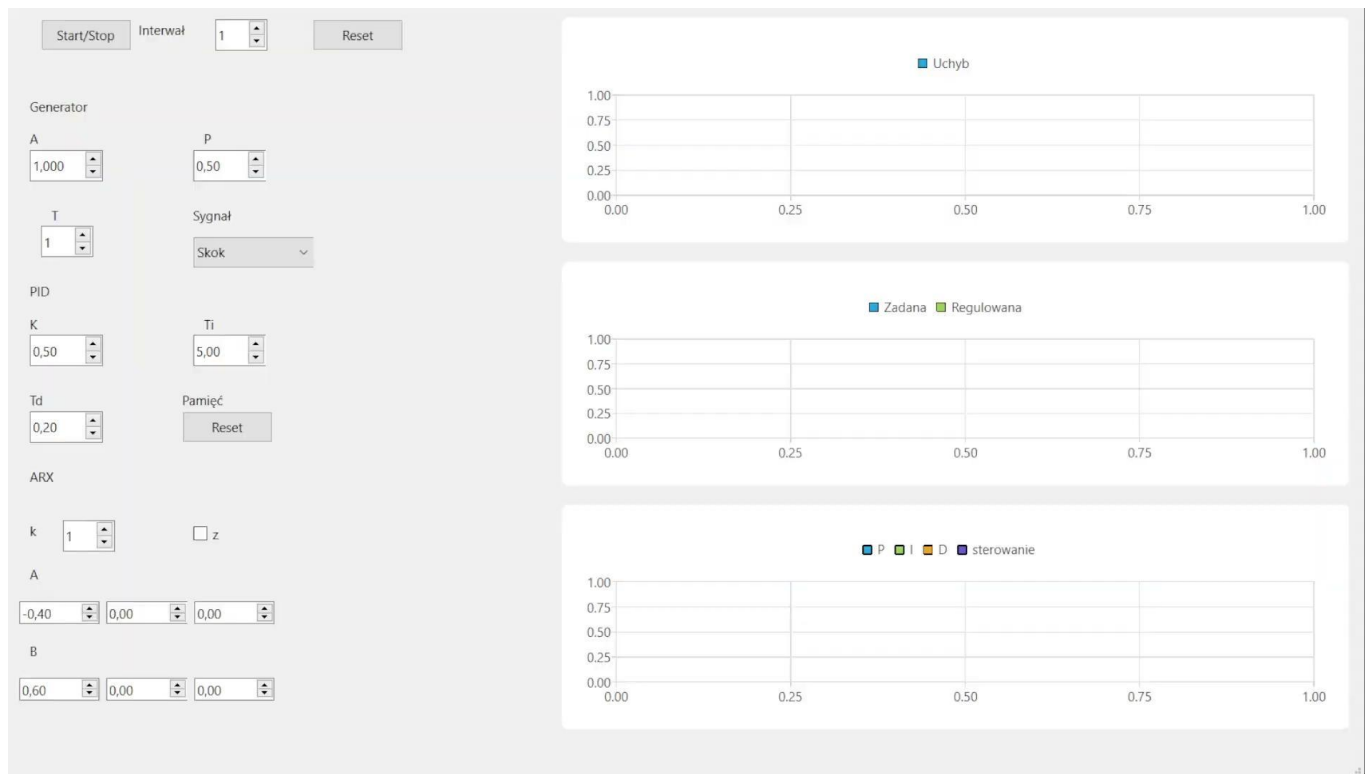 Start/Stop Interwał 1 Reset
Generator
A P
1,000 0,50
T Sygnał
1 Skok
PID
K Ti
0,50 5,00
Td Pamięć
0,20 Reset
ARX
k 1 z
A
-0,40 0,00 0,00
B
0,60 0,00 0,00
Uchyb
1.00
0.75
0.50
0.25
0.00
0.00 0.25 0.50 0.75 1.00
Zadana Regulowana
1.00
0.75
0.50
0.25
0.00
0.00 0.25 0.50 0.75 1.00
P I D sterowanie
1.00
0.75
0.50
0.25
0.00
0.00 0.25 0.50 0.75 1.00